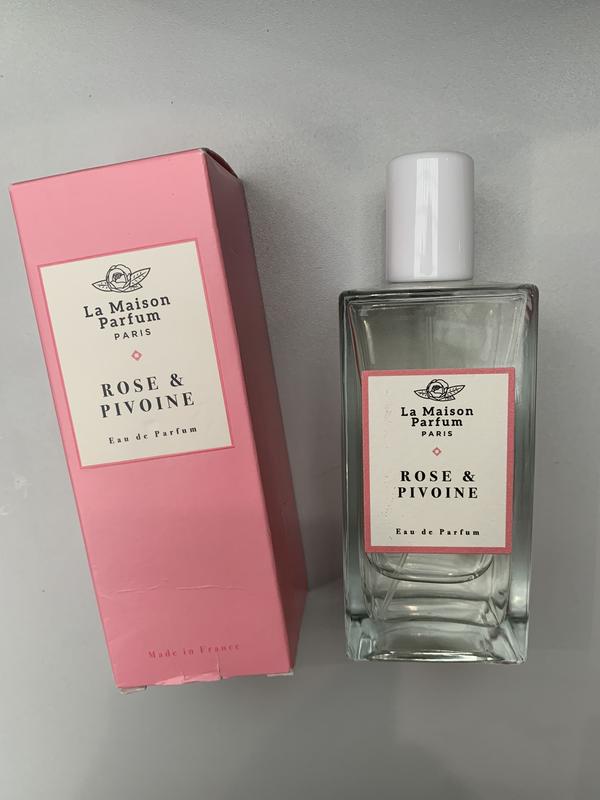 La Maison
Parfum
PARIS
ROSE &
PIVOINE
Eau de Parfum
Made in France
La Maison
Parfum
PARIS
ROSE &
PIVOINE
Eau de Parfum